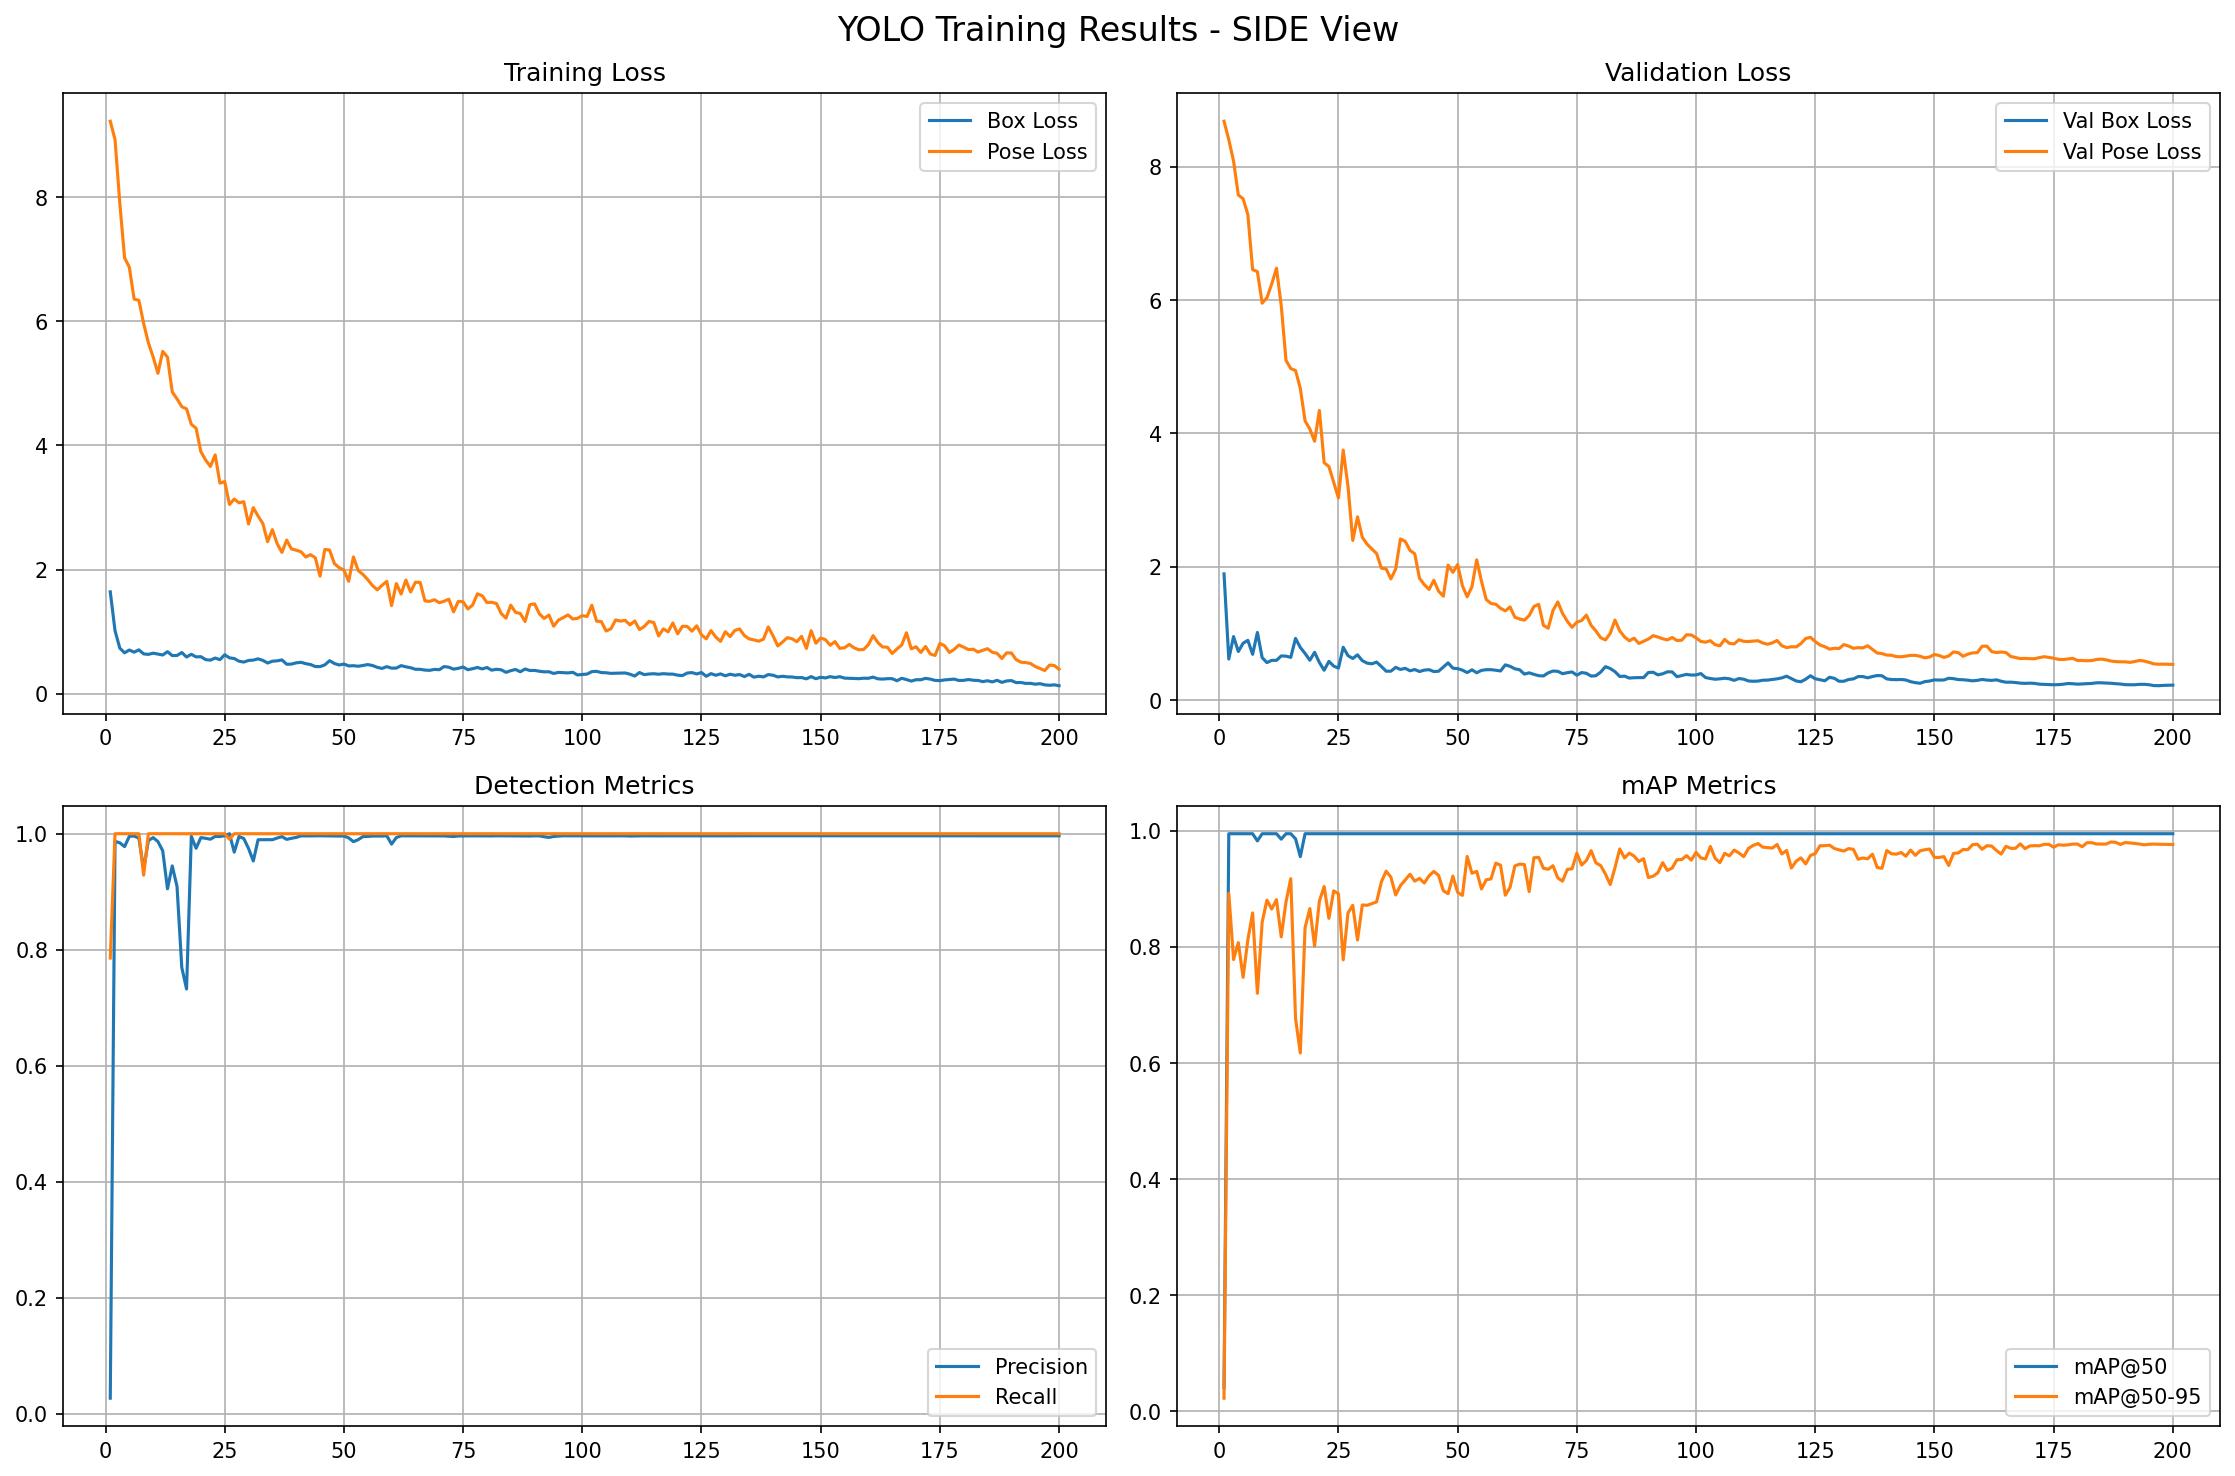 YOLO Training Results - SIDE View
Training Loss
Box Loss
Pose Loss
8
6
4
2
0
0 25 50 75 100 125 150 175 200
Validation Loss
Val Box Loss
Val Pose Loss
8
6
4
2
0
0 25 50 75 100 125 150 175 200
Detection Metrics
1.0
0.8
0.6
0.4
0.2
0.0
Precision
Recall
0 25 50 75 100 125 150 175 200
mAP Metrics
1.0
0.8
0.6
0.4
0.2
0.0
mAP@50
mAP@50-95
0 25 50 75 100 125 150 175 200